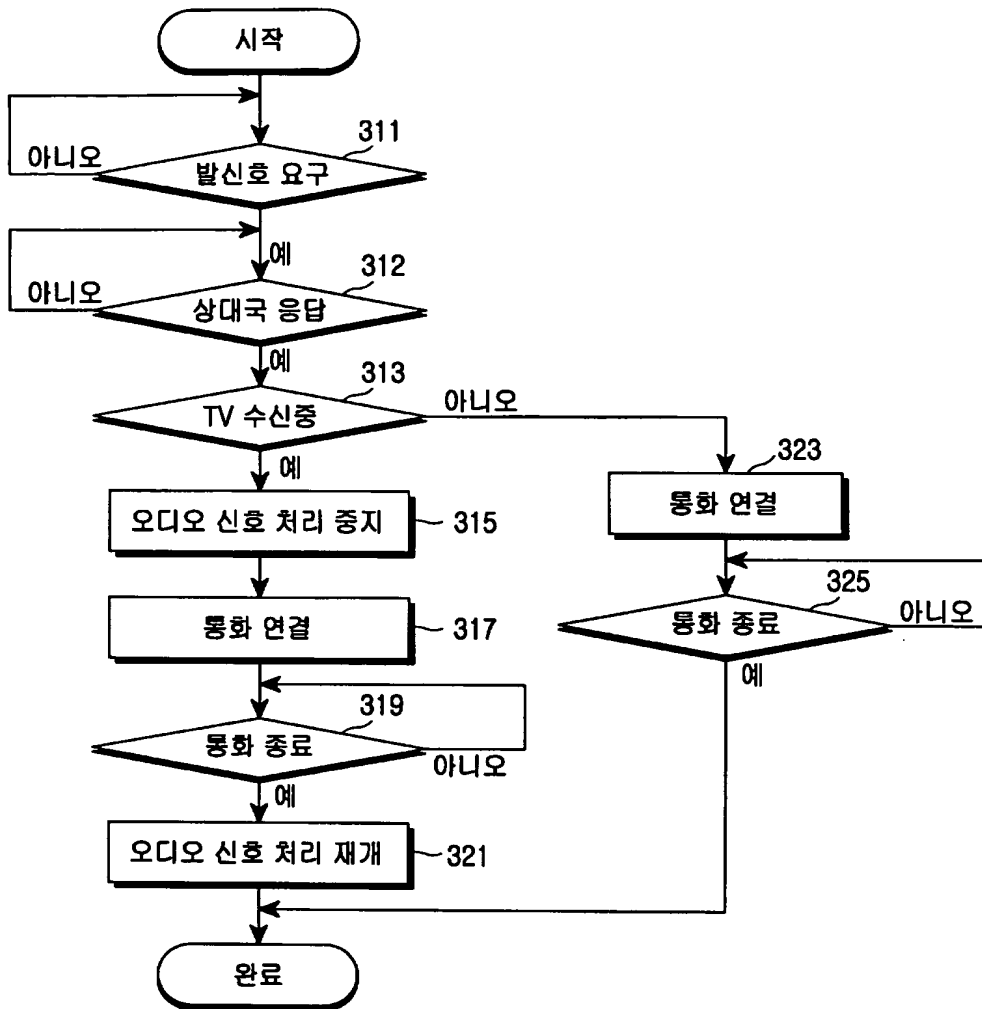 시작
311
아니오
발신호 요구
예
312
아니오
상대국 응답
예
313
TV 수신중
아니오
예
323
통화 연결
오디오 신호 처리 중지
315
325
통화 종료
아니오
예
통화 연결
317
319
통화 종료
아니오
예
오디오 신호 처리 재개
321
완료